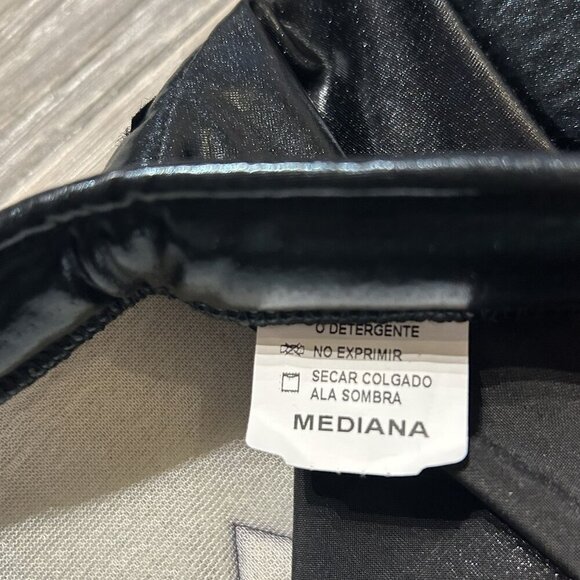 O DETERGENTE
NO EXPRIMIR
SECAR COLGADO
ALA SOMBRA
MEDIANA